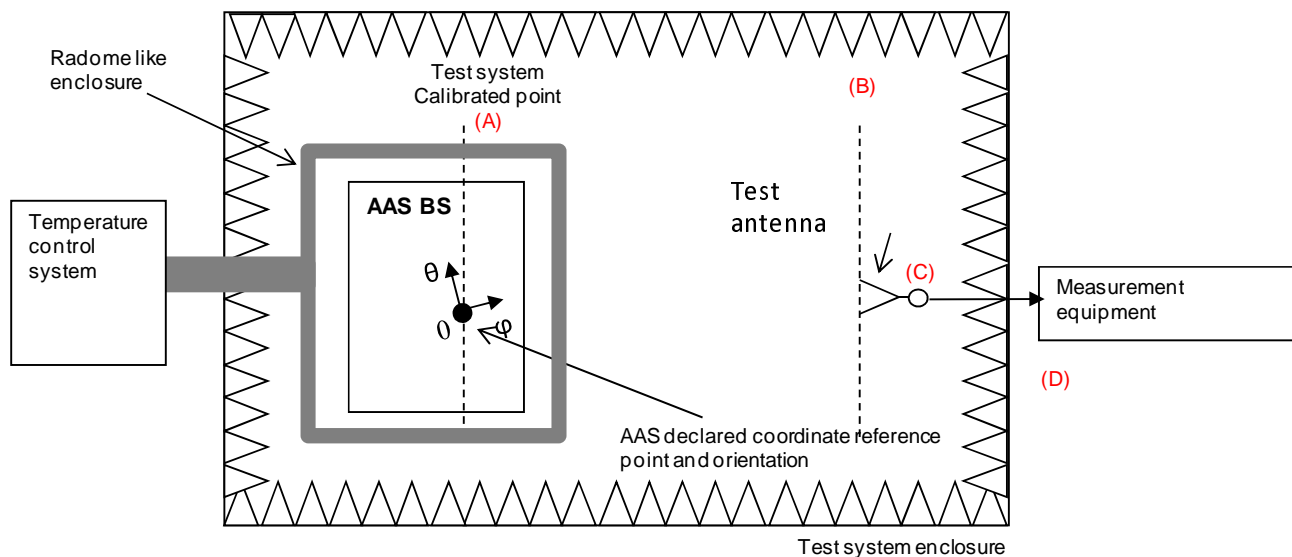 Radome like
enclosure
Test system
Calibrated point
(A)
(B)
AAS BS
Test
antenna
Temperature
control
system
θ
φ
0
(C)
Measurement
equipment
(D)
AAS declared coordinate reference
point and orientation
Test system enclosure